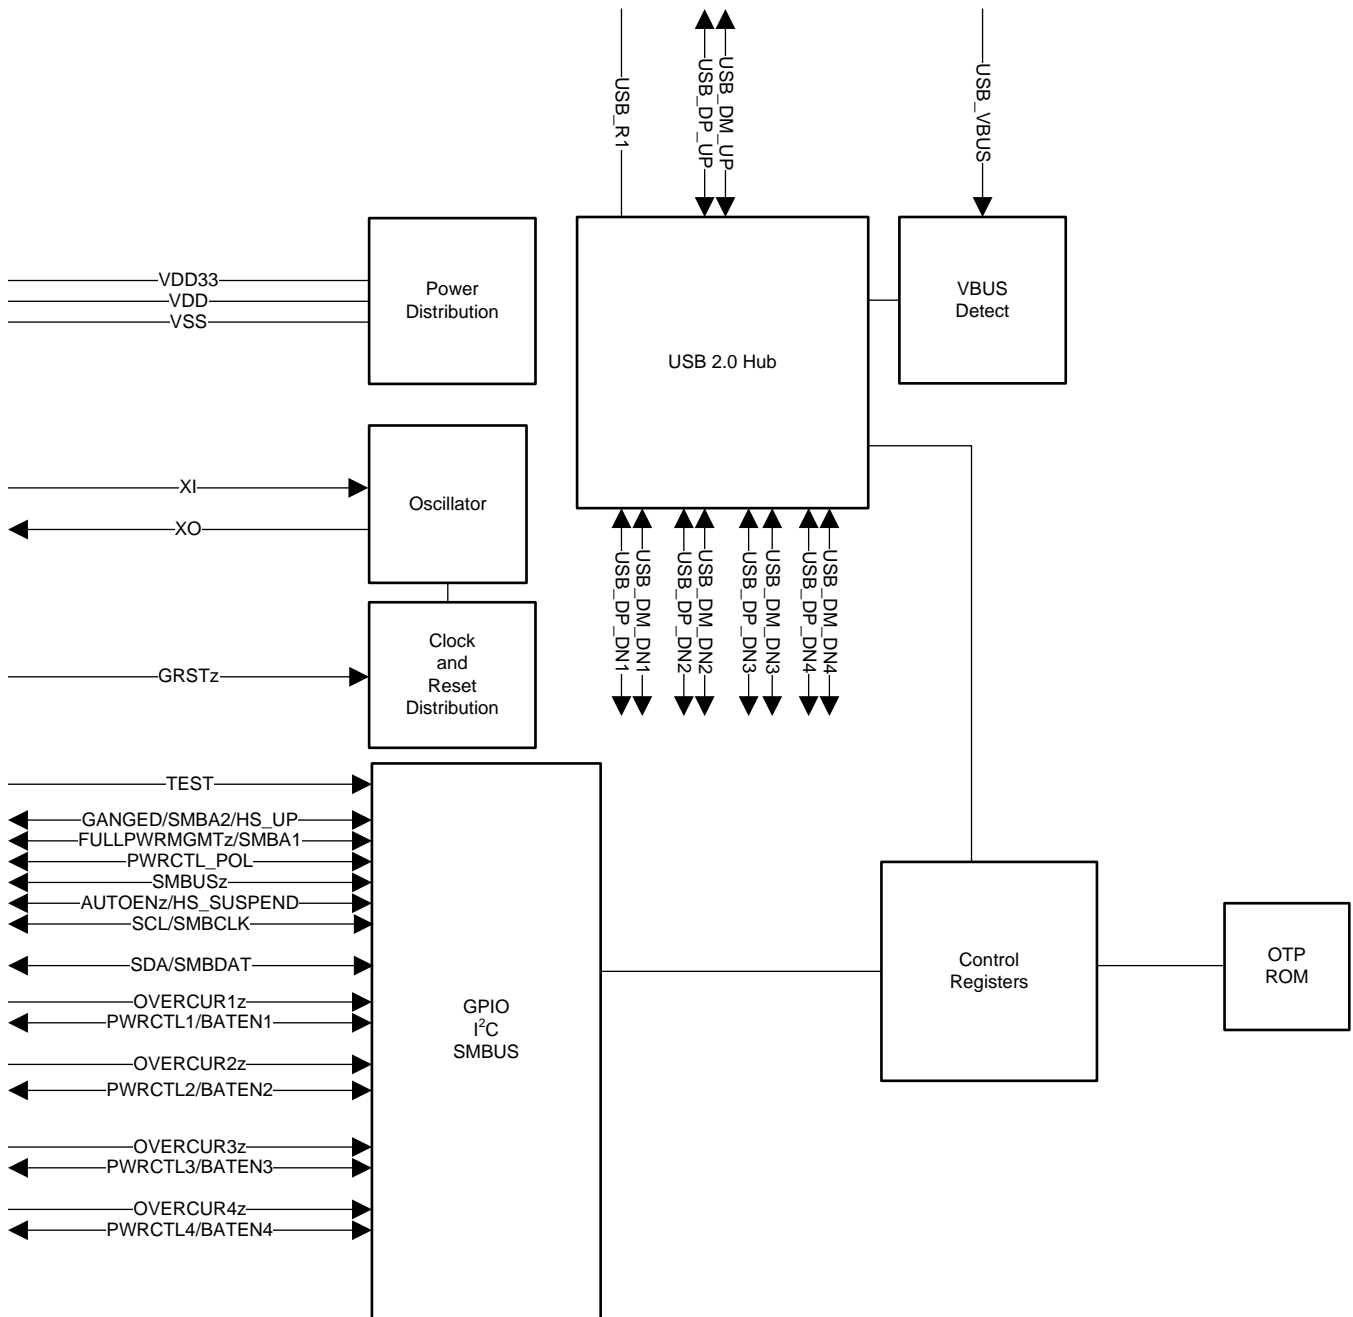 USB_R1
USB_DP_UP
USB_DM_UP
USB_VBUS
VDD33
VDD
VSS
Power
Distribution
USB 2.0 Hub
VBUS
Detect
XI
XO
Oscillator
GRSTz
Clock
and
Reset
Distribution
USB_DP_DN1
USB_DM_DN1
USB_DP_DN2
USB_DM_DN2
USB_DP_DN3
USB_DM_DN3
USB_DP_DN4
USB_DM_DN4
TEST
GANGED/SMBA2/HS_UP
FULLPWRMGMTz/SMBA1
PWRCTL_POL
SMBUSz
AUTOENz/HS_SUSPEND
SCL/SMBCLK
SDA/SMBDAT
OVERCUR1z
PWRCTL1/BATEN1
OVERCUR2z
PWRCTL2/BATEN2
OVERCUR3z
PWRCTL3/BATEN3
OVERCUR4z
PWRCTL4/BATEN4
GPIO
I²C
SMBUS
Control
Registers
OTP
ROM